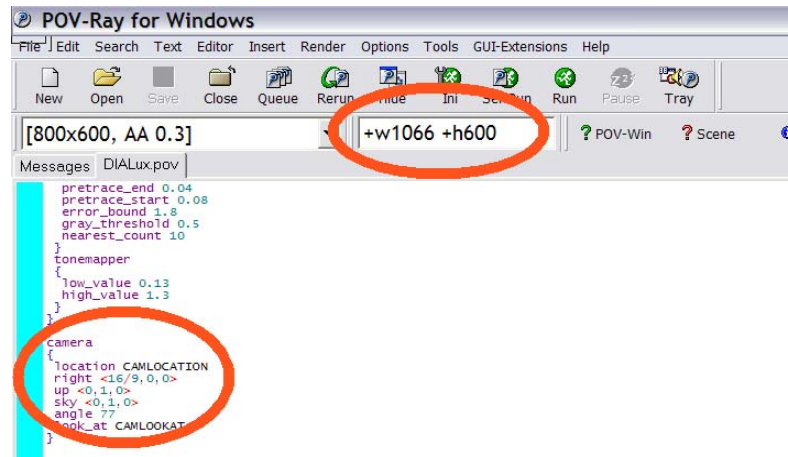 POV-Ray for Windows
File Edit Search Text Editor Insert Render Options Tools GUI-Extensions Help
New Open Save Close Queue Rerun Hide Ini Run Pause Tray
[800x600, AA 0.3] +w1066 +h600 ? POV-Win ? Scene
Messages DIALux.pov
pretrace_end 0.04
pretrace_start 0.08
error_bound 1.8
gray_threshold 0.5
nearest_count 10
}
tonemapper
{
low_value 0.13
high_value 1.3
}
}
camera
{
location CAMLOCATION
right <16/9,0,0>
up <0,1,0>
sky <0,1,0>
angle 77
look_at CAMLOOKAT
}